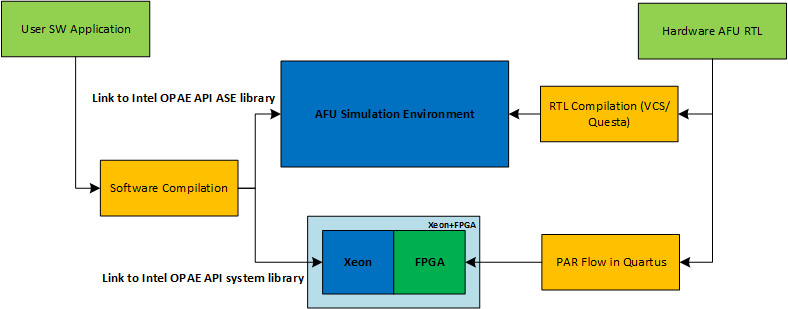 User SW Application
Hardware AFU RTL
Link to Intel OPAE API ASE library
AFU Simulation Environment
RTL Compilation (VCS/
Questa)
Software Compilation
Xeon+FPGA
Xeon
FPGA
PAR Flow in Quartus
Link to Intel OPAE API system library